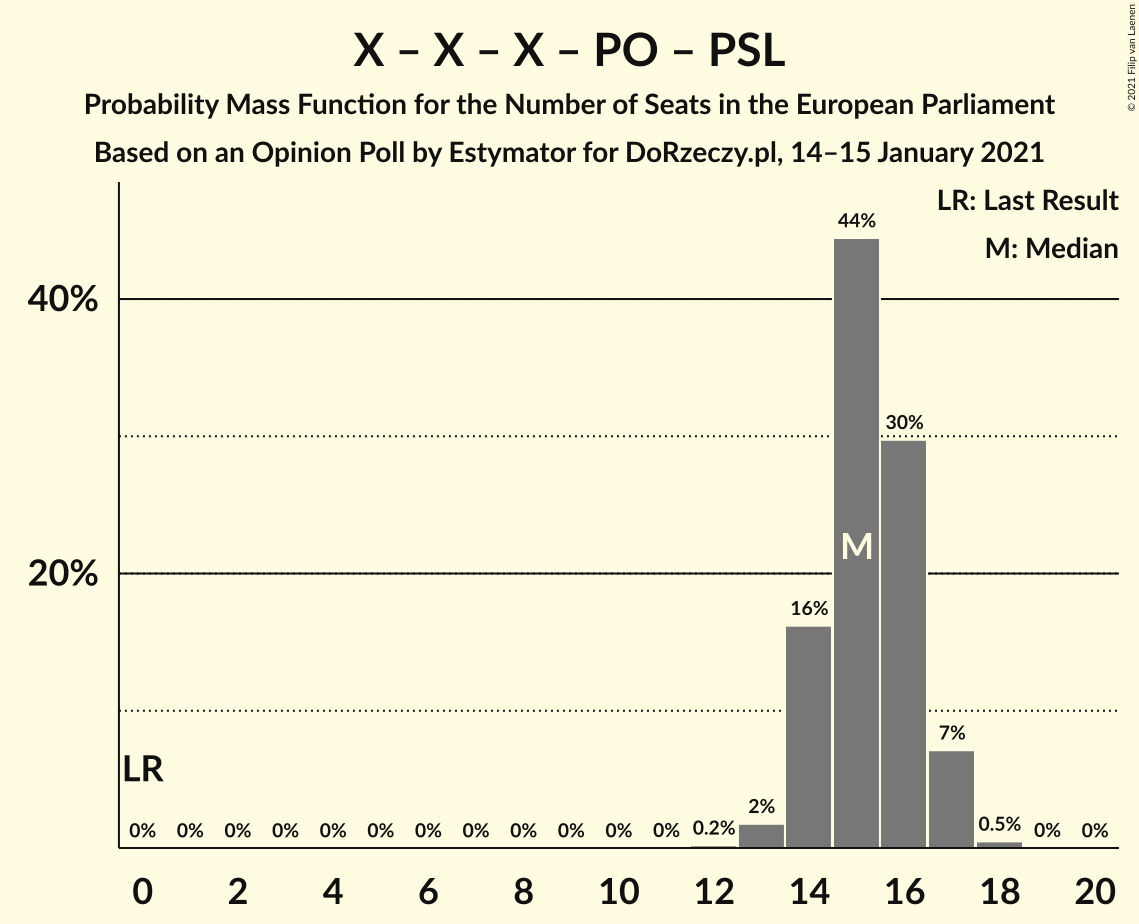 X – X – X – PO – PSL
Probability Mass Function for the Number of Seats in the European Parliament
Based on an Opinion Poll by Estymator for DoRzeczy.pl, 14–15 January 2021
© 2021 Filip van Laenen
LR: Last Result
M: Median
44%
40%
30%
M
20%
16%
7%
LR
2%
0% 0% 0% 0% 0% 0% 0% 0% 0% 0% 0% 0% 0.2% 0.5% 0% 0%
0 2 4 6 8 10 12 14 16 18 20